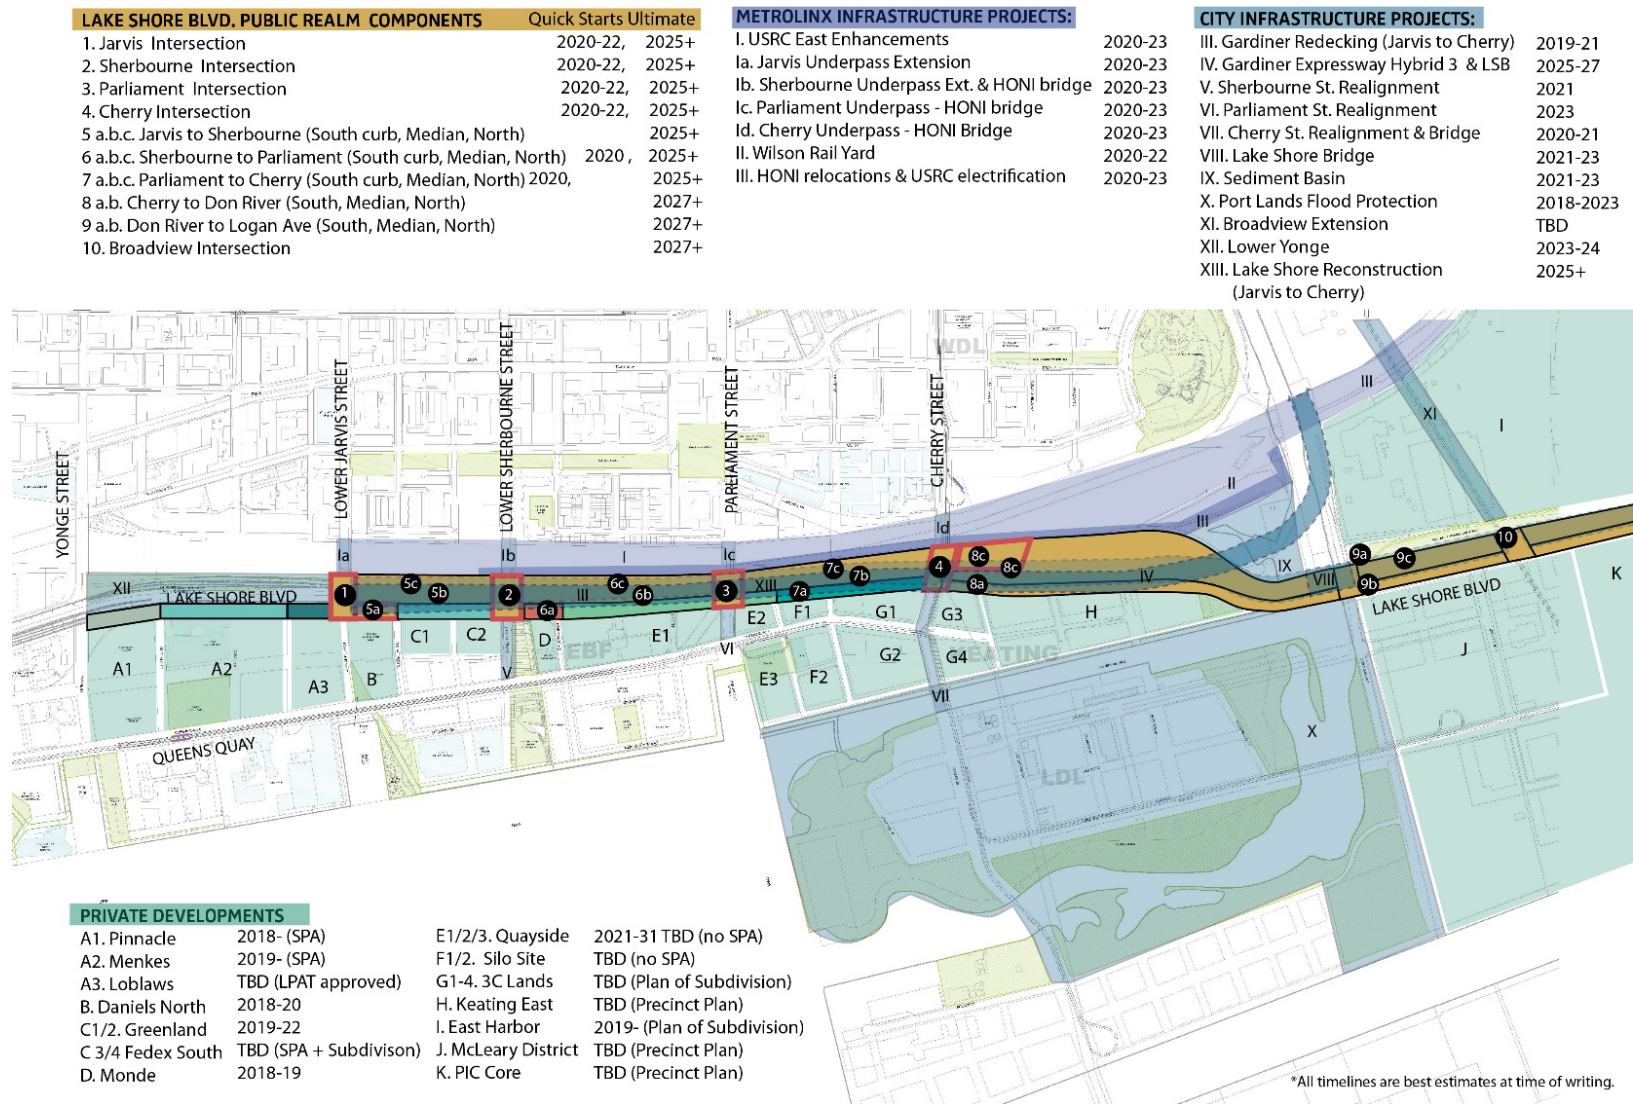 LAKE SHORE BLVD. PUBLIC REALM COMPONENTS Quick Starts Ultimate
1. Jarvis Intersection 2020-22, 2025+
2. Sherbourne Intersection 2020-22, 2025+
3. Parliament Intersection 2020-22, 2025+
4. Cherry Intersection 2020-22, 2025+
5 a.b.c. Jarvis to Sherbourne (South curb, Median, North) 2025+
6 a.b.c. Sherbourne to Parliament (South curb, Median, North) 2020 , 2025+
7 a.b.c. Parliament to Cherry (South curb, Median, North) 2020, 2025+
8 a.b. Cherry to Don River (South, Median, North) 2027+
9 a.b. Don River to Logan Ave (South, Median, North) 2027+
10. Broadview Intersection 2027+
METROLINX INFRASTRUCTURE PROJECTS:
I. USRC East Enhancements 2020-23
Ia. Jarvis Underpass Extension 2020-23
Ib. Sherbourne Underpass Ext. & HONI bridge 2020-23
Ic. Parliament Underpass - HONI bridge 2020-23
Id. Cherry Underpass - HONI Bridge 2020-23
II. Wilson Rail Yard 2020-22
III. HONI relocations & USRC electrification 2020-23
CITY INFRASTRUCTURE PROJECTS:
III. Gardiner Redecking (Jarvis to Cherry) 2019-21
IV. Gardiner Expressway Hybrid 3 & LSB 2025-27
V. Sherbourne St. Realignment 2021
VI. Parliament St. Realignment 2023
VII. Cherry St. Realignment & Bridge 2020-21
VIII. Lake Shore Bridge 2021-23
IX. Sediment Basin 2021-23
X. Port Lands Flood Protection 2018-2023
XI. Broadview Extension TBD
XII. Lower Yonge 2023-24
XIII. Lake Shore Reconstruction 2025+
(Jarvis to Cherry)
YONGE STREET
LOWER JARVIS STREET
LOWER SHERBOURNE STREET
PARLIAMENT STREET
CHERRY STREET
WDL
III
XI
I
II
III
Ia
Ib
I
Ic
Id
10
XII
LAKE SHORE BLVD
1
5a
5c
5b
2
6a
III
6c
6b
3
XIII
7a
7c
7b
4
8c
8c
8a
IV
IX
VIII
9a
9c
9b
LAKE SHORE BLVD
K
A1
A2
A3
B
C1
C2
V
D
EBF
E1
VI
E2
F1
G1
G3
H
E3
F2
G2
G4
KEATING
VII
J
X
LDL
QUEENS QUAY
PRIVATE DEVELOPMENTS
A1. Pinnacle 2018- (SPA)
A2. Menkes 2019- (SPA)
A3. Loblaws TBD (LPAT approved)
B. Daniels North 2018-20
C1/2. Greenland 2019-22
C 3/4 Fedex South TBD (SPA + Subdivison)
D. Monde 2018-19
E1/2/3. Quayside 2021-31 TBD (no SPA)
F1/2. Silo Site TBD (no SPA)
G1-4. 3C Lands TBD (Plan of Subdivision)
H. Keating East TBD (Precinct Plan)
I. East Harbor 2019- (Plan of Subdivision)
J. McLeary District TBD (Precinct Plan)
K. PIC Core TBD (Precinct Plan)
*All timelines are best estimates at time of writing.